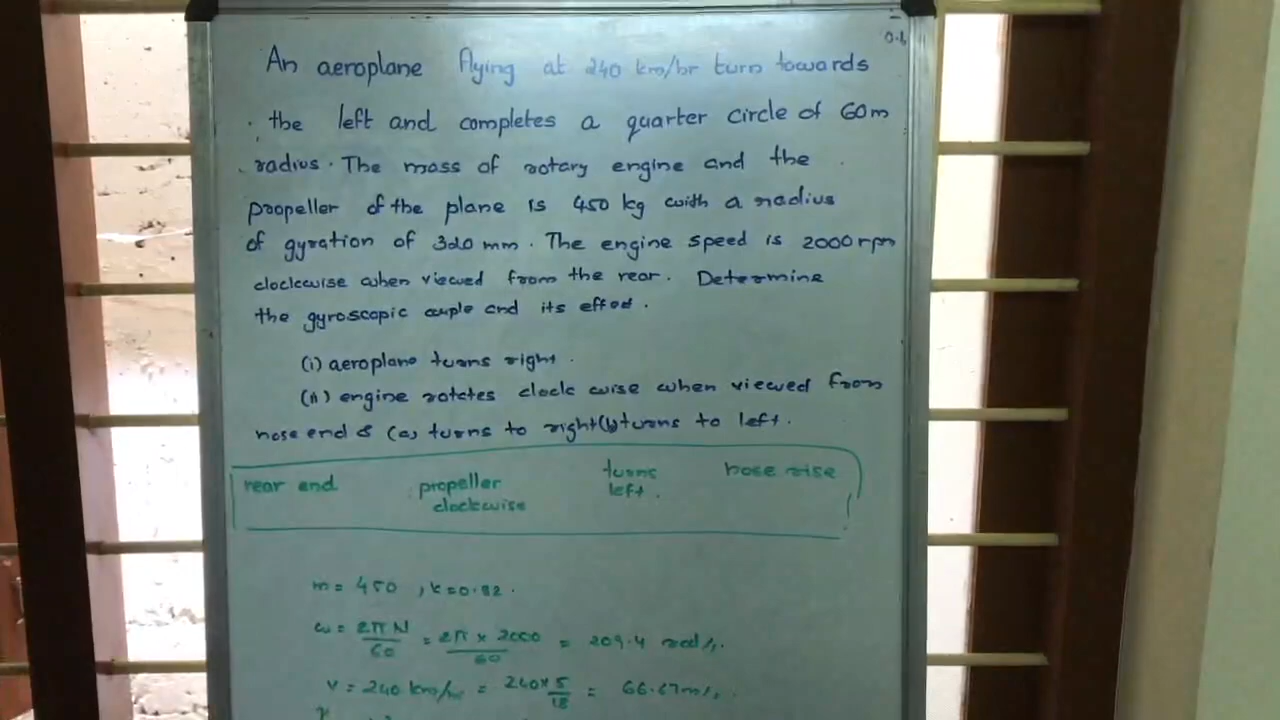 0.6
An aeroplane flying at 240 km/hr turn towards
the left and completes a quarter circle of 60m
radius. The mass of rotary engine and the
propeller of the plane is 450 kg with a radius
of gyration of 320 mm. The engine speed is 2000 rpm
clockwise when viewed from the rear. Determine
the gyroscopic couple and its effect.
(i) aeroplane turns right.
(ii) engine rotates clock wise when viewed from
nose end & (a) turns to right (b) turns to left.
rear end propeller clockwise turns left. nose rise
m = 450, k=0.32.
ω = 2πN/60 = 2π × 2000/60 = 209.4 rad/s.
v = 240 km/hr = 240×5/18 = 66.67m/s.